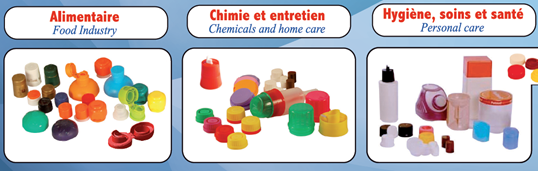 Alimentaire
Food Industry
Chimie et entretien
Chemicals and home care
Hygiène, soins et santé
Personal care